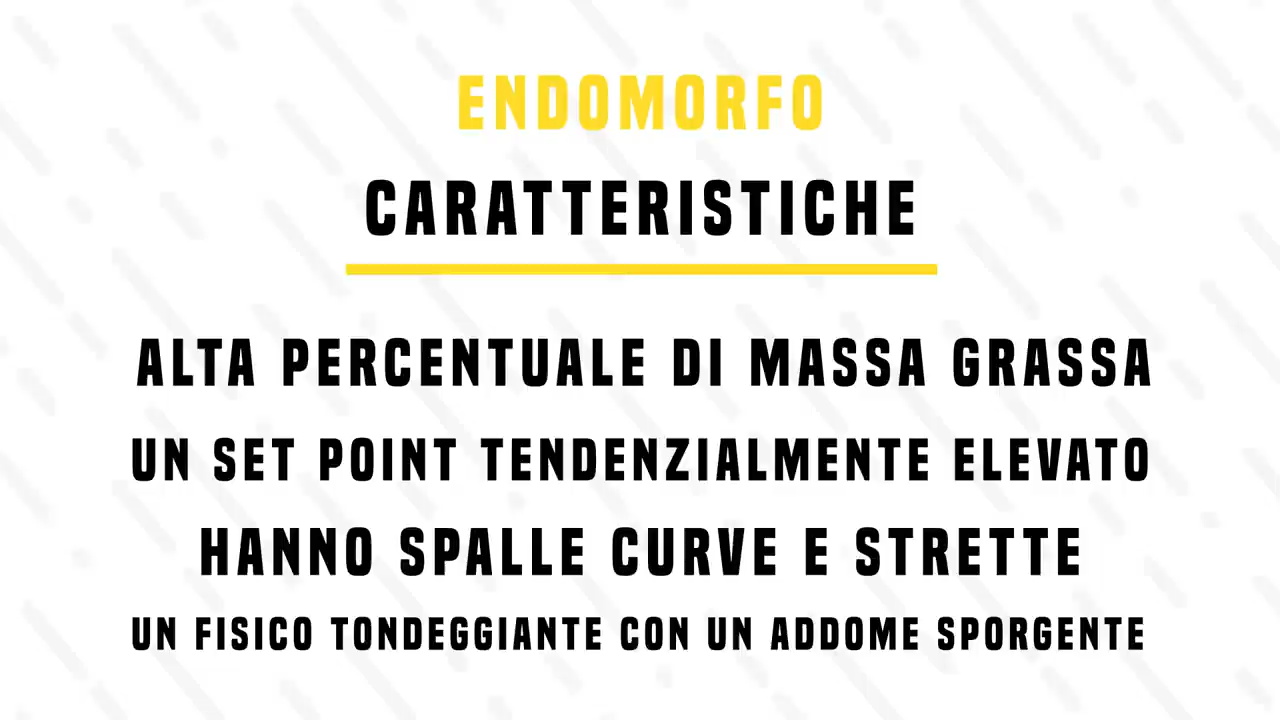 ENDOMORFO
CARATTERISTICHE
ALTA PERCENTUALE DI MASSA GRASSA
UN SET POINT TENDENZIALMENTE ELEVATO
HANNO SPALLE CURVE E STRETTE
UN FISICO TONDEGGIANTE CON UN ADDOME SPORGENTE